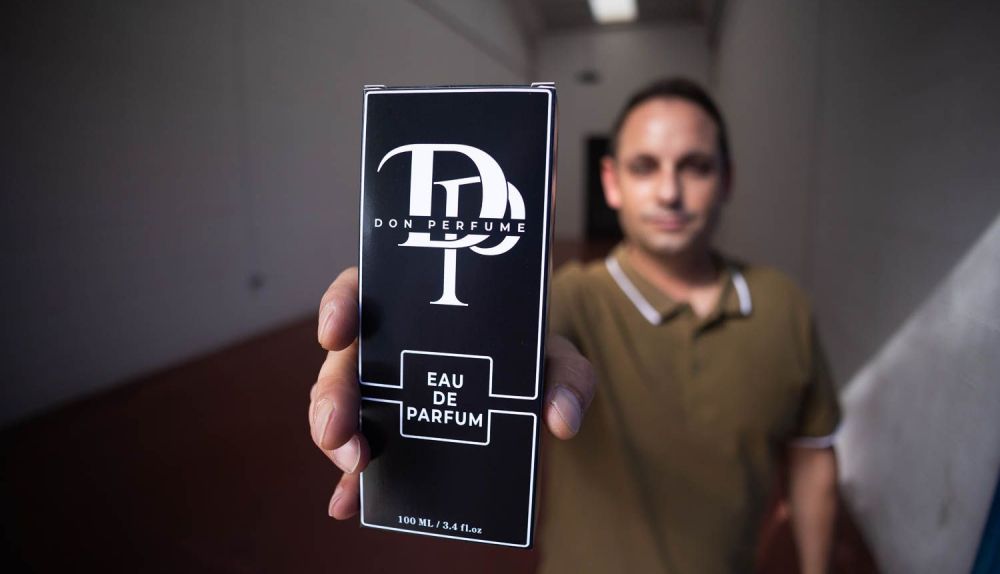 DP
DON PERFUME
EAU
DE
PARFUM
100 ML / 3.4 fl.oz